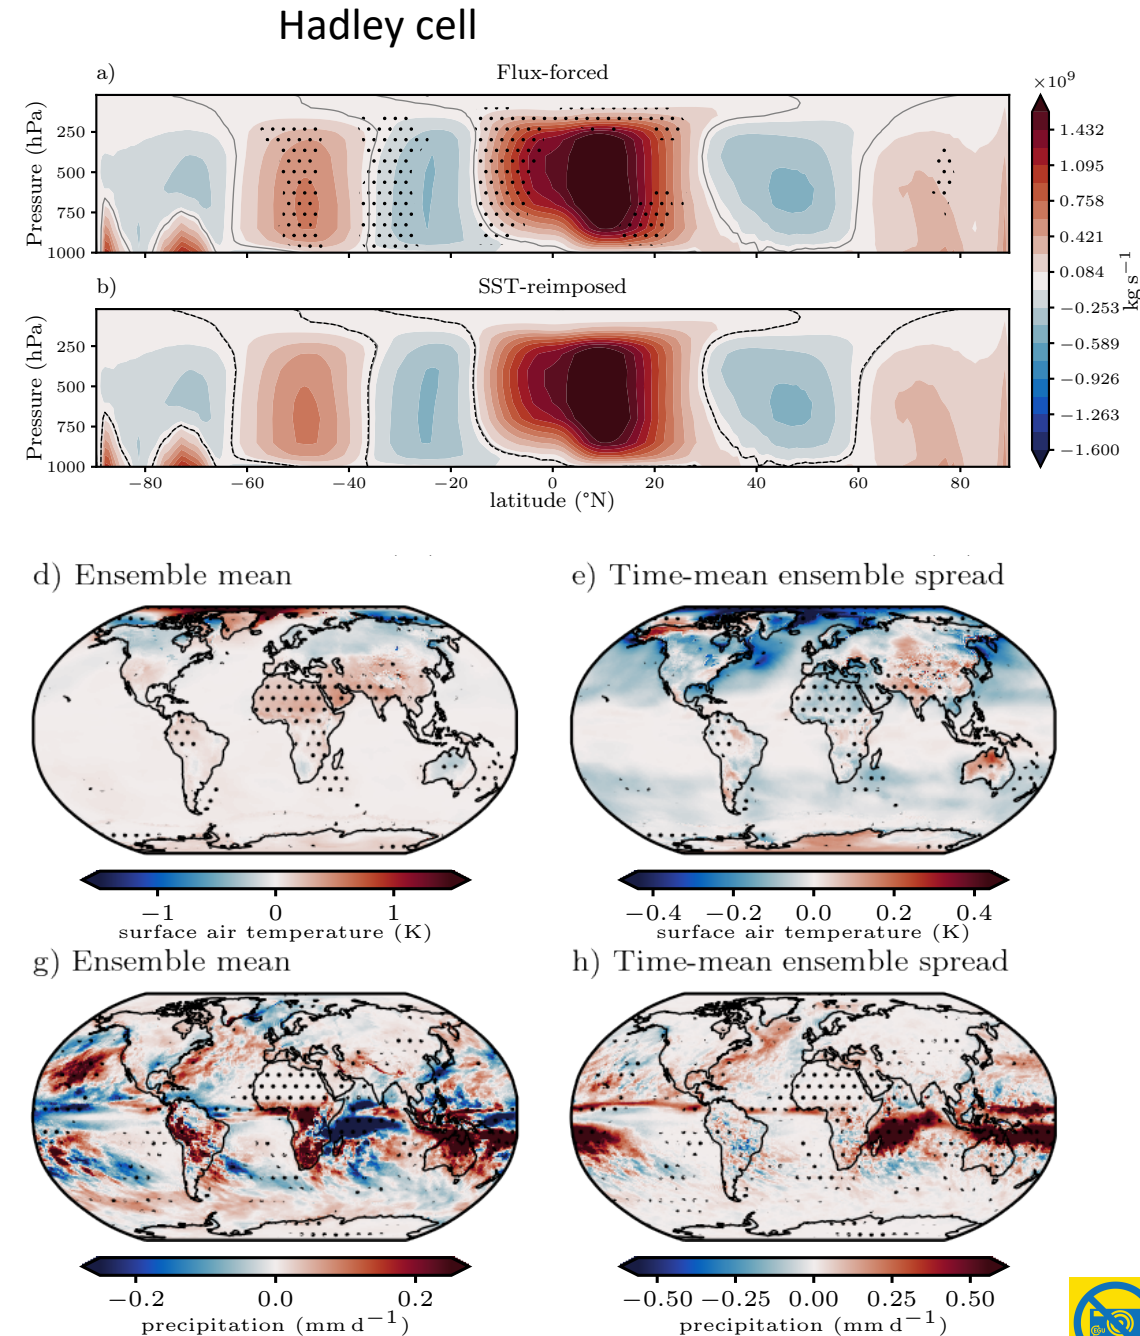 Hadley cell
a)
Flux-forced
×10⁹
Pressure (hPa)
250
500
750
1000
1.432
1.095
0.758
0.421
0.084
−0.253
−0.589
−0.926
−1.263
−1.600
kg s⁻¹
b)
SST-reimposed
Pressure (hPa)
250
500
750
1000
−80 −60 −40 −20 0 20 40 60 80
latitude (°N)
d) Ensemble mean
e) Time-mean ensemble spread
−1 0 1
surface air temperature (K)
−0.4 −0.2 0.0 0.2 0.4
surface air temperature (K)
g) Ensemble mean
h) Time-mean ensemble spread
−0.2 0.0 0.2
precipitation (mm d⁻¹)
−0.50 −0.25 0.00 0.25 0.50
precipitation (mm d⁻¹)
EGU